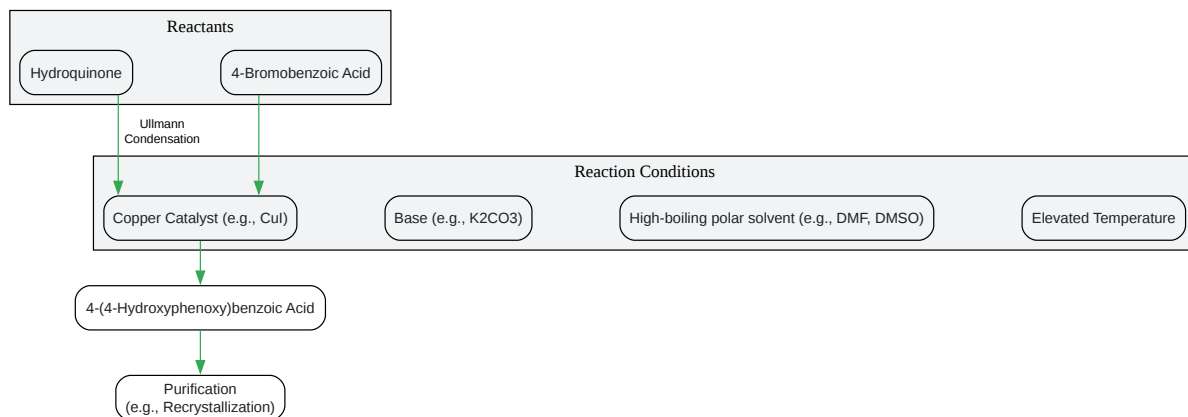 Reactants
Hydroquinone
4-Bromobenzoic Acid
Ullmann
Condensation
Reaction Conditions
Copper Catalyst (e.g., CuI)
Base (e.g., K2CO3)
High-boiling polar solvent (e.g., DMF, DMSO)
Elevated Temperature
4-(4-Hydroxyphenoxy)benzoic Acid
Purification
(e.g., Recrystallization)